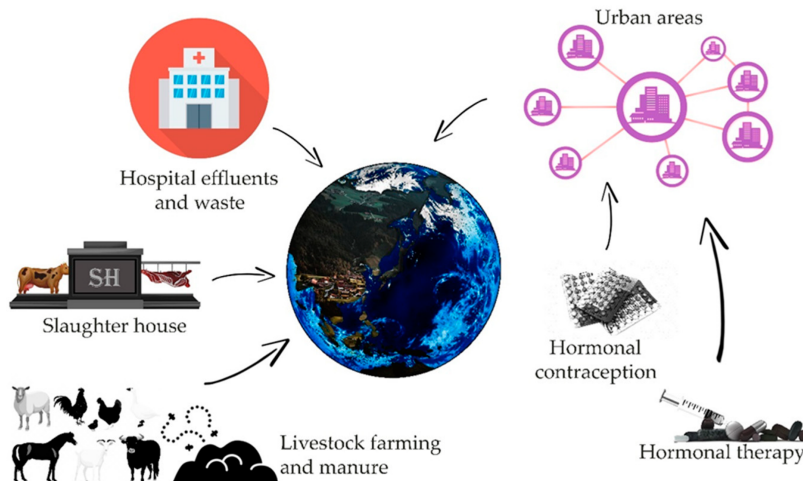 Urban areas
Hospital effluents
and waste
SH
Slaughter house
Hormonal
contraception
Livestock farming
and manure
Hormonal therapy